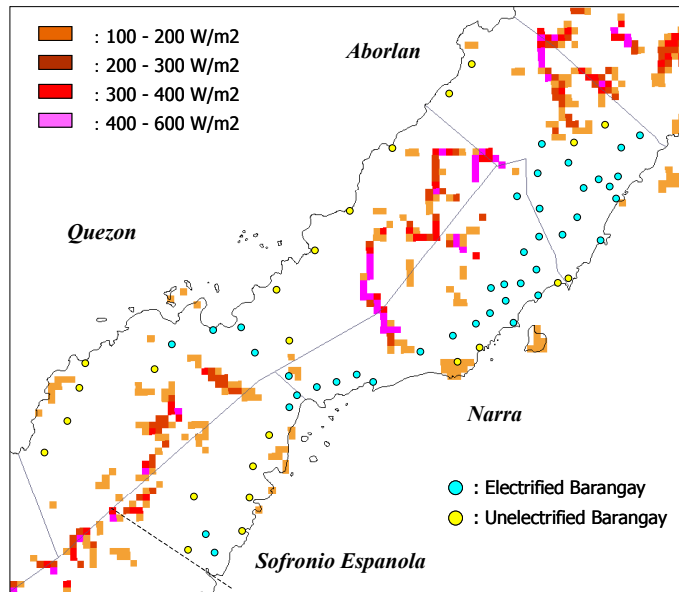 : 100 - 200 W/m2
: 200 - 300 W/m2
: 300 - 400 W/m2
: 400 - 600 W/m2
Aborlan
Quezon
Narra
: Electrified Barangay
: Unelectrified Barangay
Sofronio Espanola